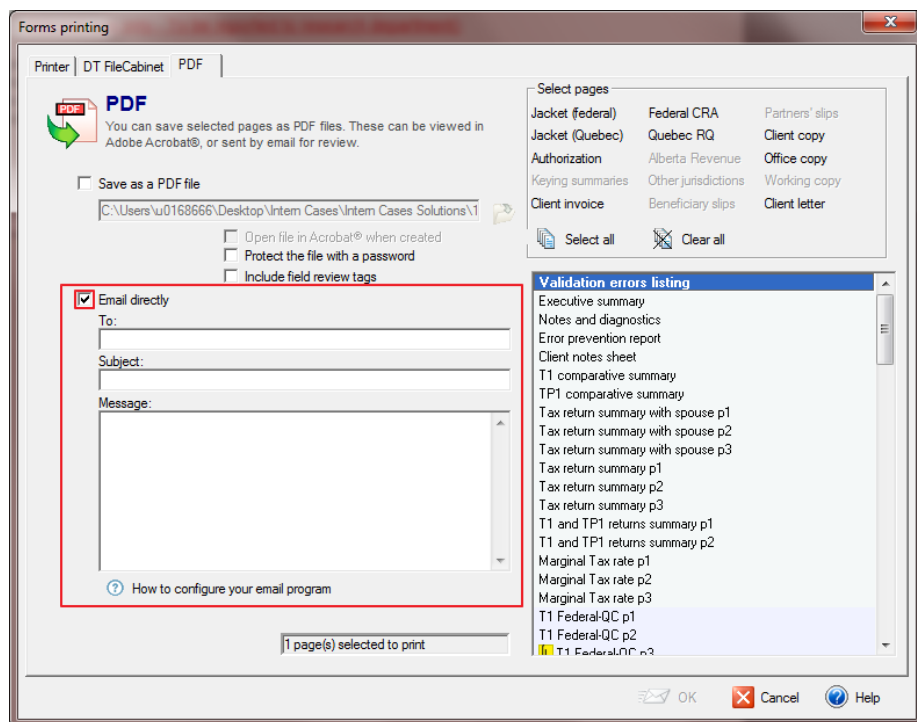 Forms printing
Printer
DT FileCabinet
PDF
PDF
PDF
You can save selected pages as PDF files. These can be viewed in
Adobe Acrobat®, or sent by email for review.
Save as a PDF file
C:\Users\u0168666\Desktop\Intern Cases\Intern Cases Solutions\1
Open file in Acrobat® when created
Protect the file with a password
Include field review tags
Email directly
To:
Subject:
Message:
? How to configure your email program
1 page(s) selected to print
Select pages
Jacket (federal) Federal CRA Partners' slips
Jacket (Quebec) Quebec RQ Client copy
Authorization Alberta Revenue Office copy
Keying summaries Other jurisdictions Working copy
Client invoice Beneficiary slips Client letter
Select all Clear all
Validation errors listing
Executive summary
Notes and diagnostics
Error prevention report
Client notes sheet
T1 comparative summary
TP1 comparative summary
Tax return summary with spouse p1
Tax return summary with spouse p2
Tax return summary with spouse p3
Tax return summary p1
Tax return summary p2
Tax return summary p3
T1 and TP1 returns summary p1
T1 and TP1 returns summary p2
Marginal Tax rate p1
Marginal Tax rate p2
Marginal Tax rate p3
T1 Federal-QC p1
T1 Federal-QC p2
T1 Federal-QC p3
OK Cancel ? Help